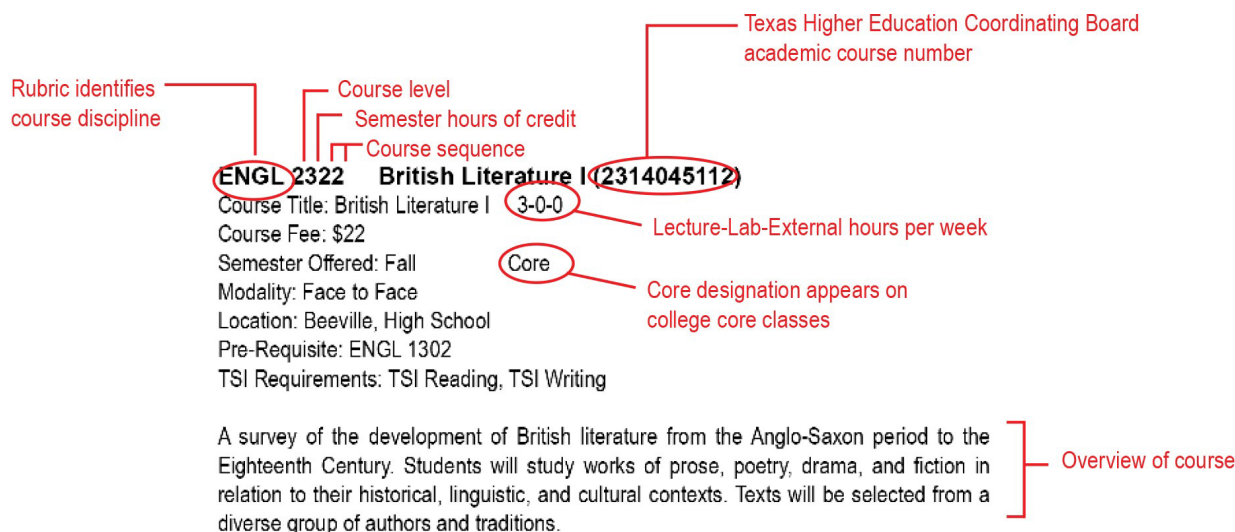 Texas Higher Education Coordinating Board
academic course number
Rubric identifies
course discipline
Course level
Semester hours of credit
Course sequence
ENGL 2322 British Literature I (2314045112)
Course Title: British Literature I 3-0-0
Lecture-Lab-External hours per week
Course Fee: $22
Semester Offered: Fall Core
Core designation appears on
college core classes
Modality: Face to Face
Location: Beeville, High School
Pre-Requisite: ENGL 1302
TSI Requirements: TSI Reading, TSI Writing
A survey of the development of British literature from the Anglo-Saxon period to the
Eighteenth Century. Students will study works of prose, poetry, drama, and fiction in
relation to their historical, linguistic, and cultural contexts. Texts will be selected from a
diverse group of authors and traditions.
Overview of course